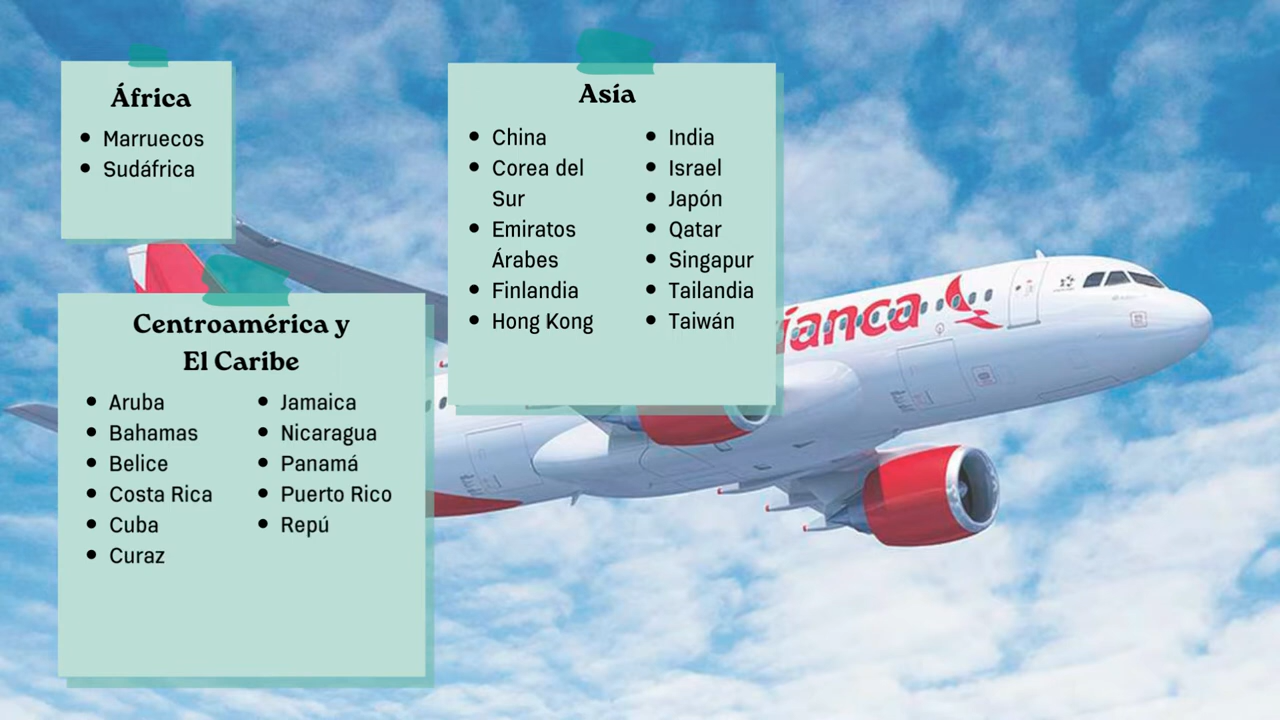 África
Marruecos
Sudáfrica
Asía
China
Corea del
Sur
Emiratos
Árabes
Finlandia
Hong Kong
India
Israel
Japón
Qatar
Singapur
Tailandia
Taiwán
Centroamérica y
El Caribe
Aruba
Bahamas
Belice
Costa Rica
Cuba
Curaz
Jamaica
Nicaragua
Panamá
Puerto Rico
Repú
ianca